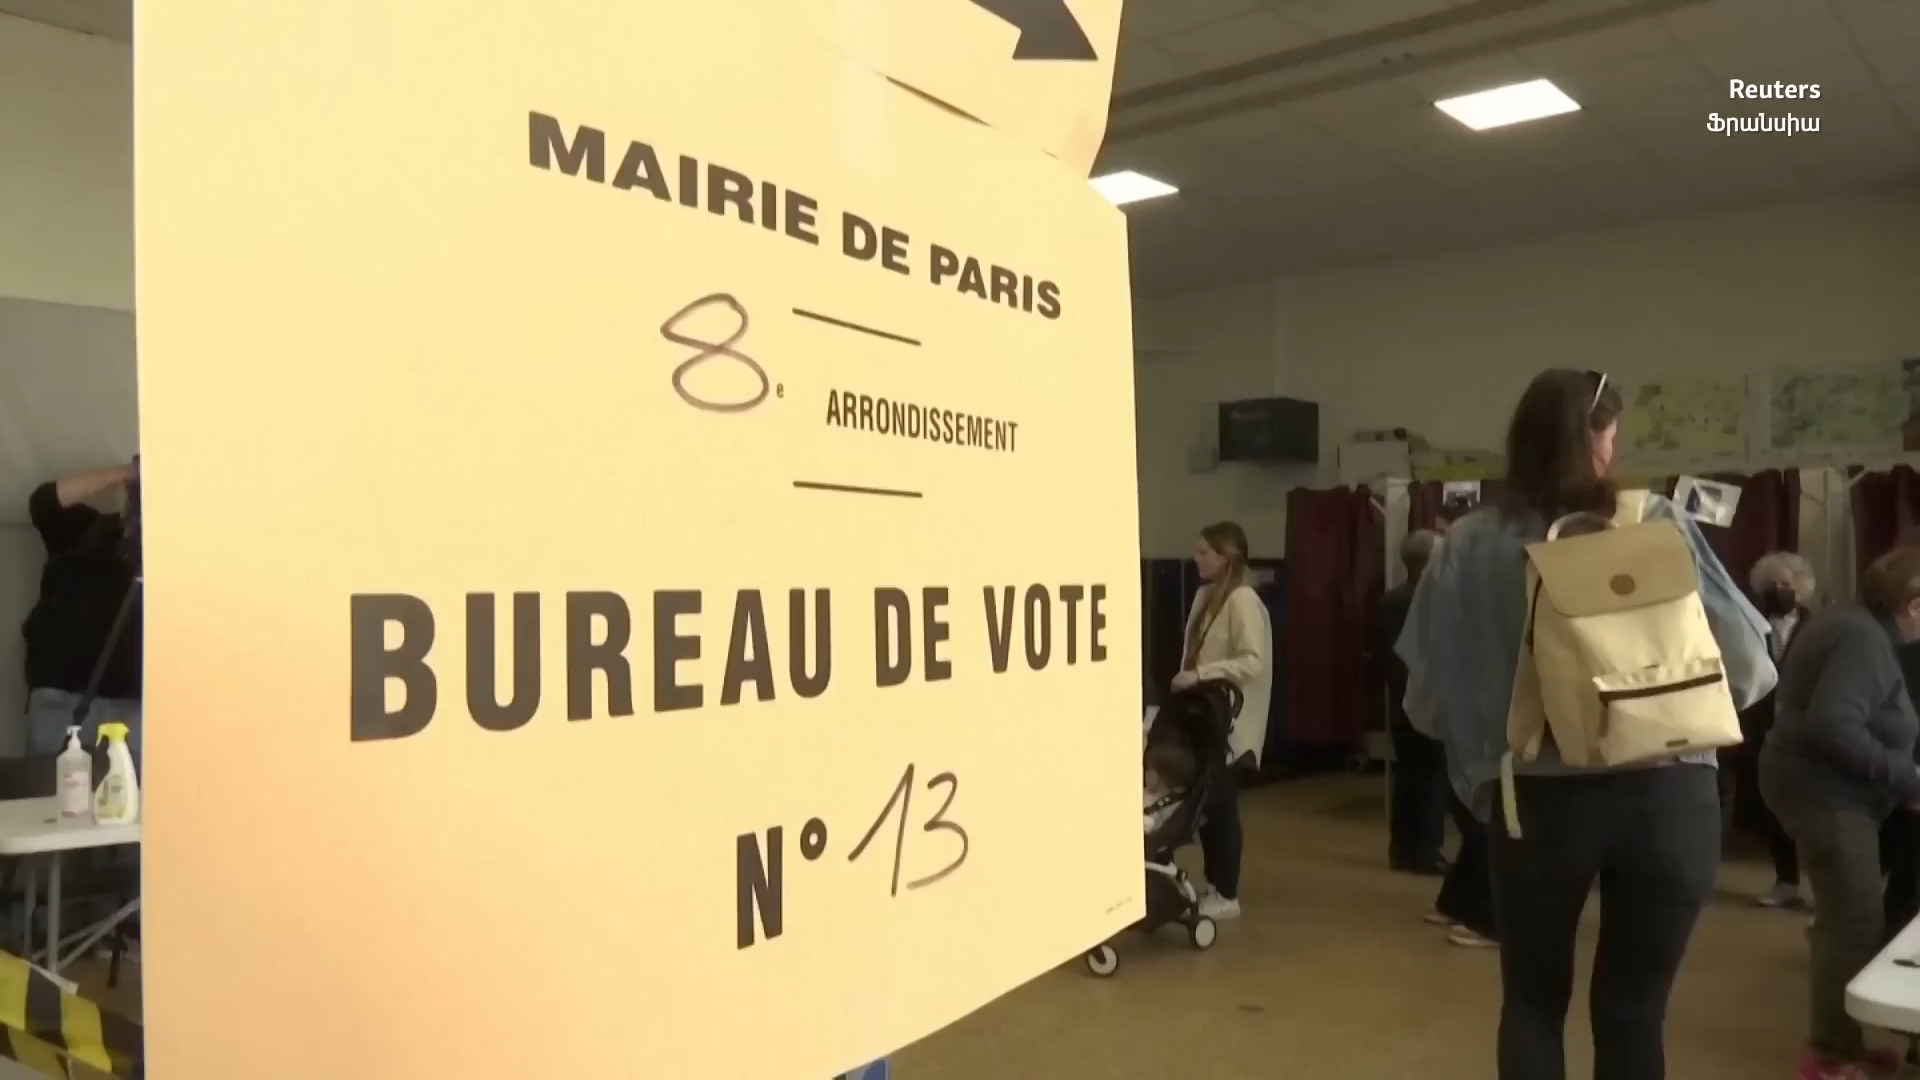 Reuters
Ֆրանսիա
MAIRIE DE PARIS
8e ARRONDISSEMENT
BUREAU DE VOTE
N° 13